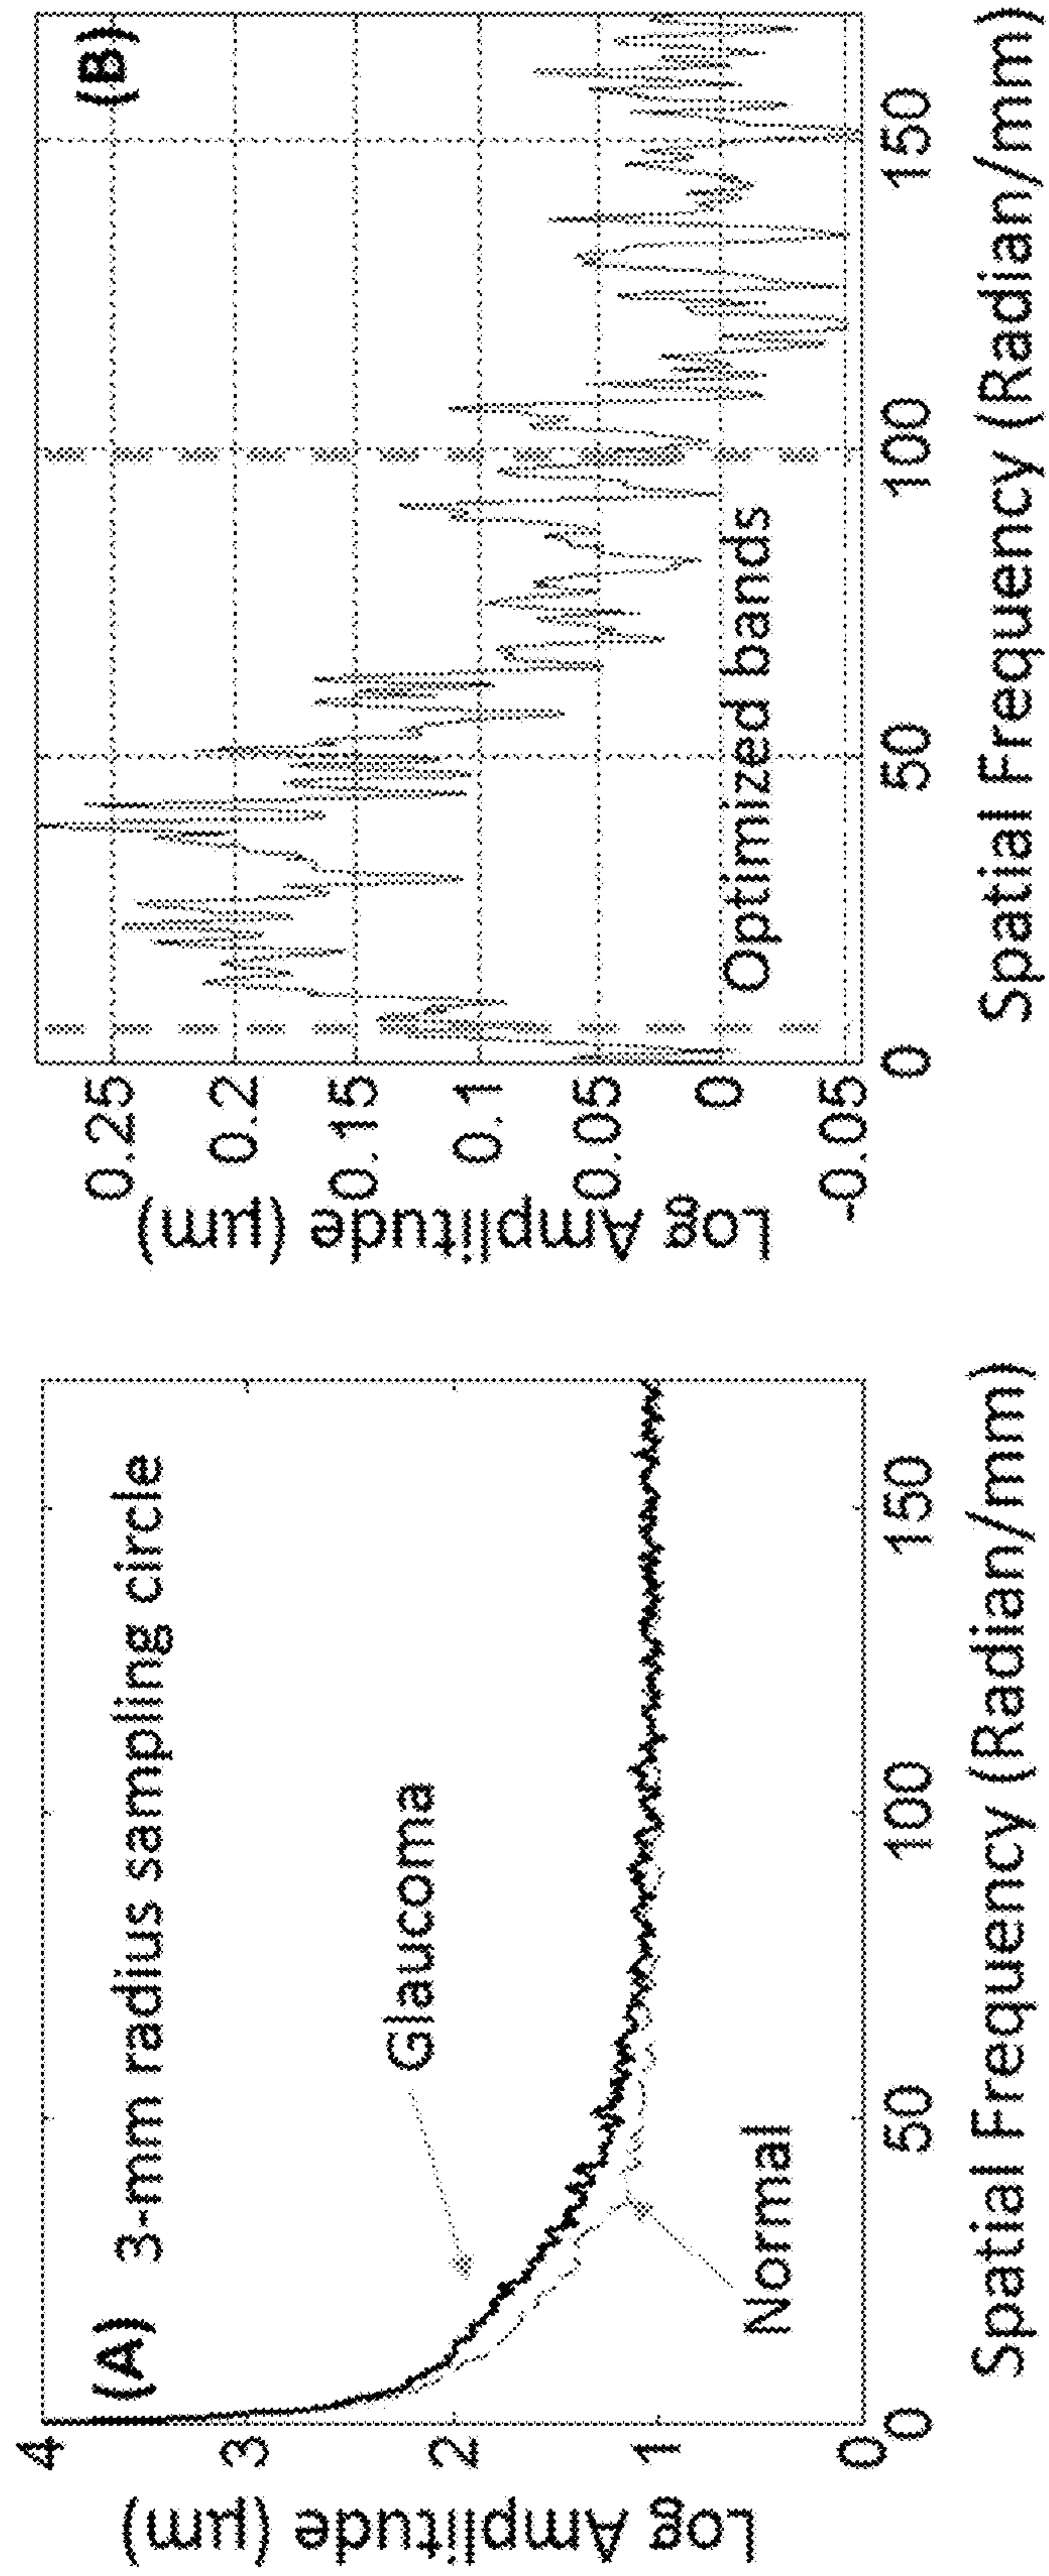 (A) 3-mm radius sampling circle
Glaucoma
Normal
4
3
2
1
0
Log Amplitude (μm)
0 50 100 150
Spatial Frequency (Radian/mm)
(B)
Optimized bands
0.25
0.2
0.15
0.1
0.05
0
-0.05
Log Amplitude (μm)
0 50 100 150
Spatial Frequency (Radian/mm)